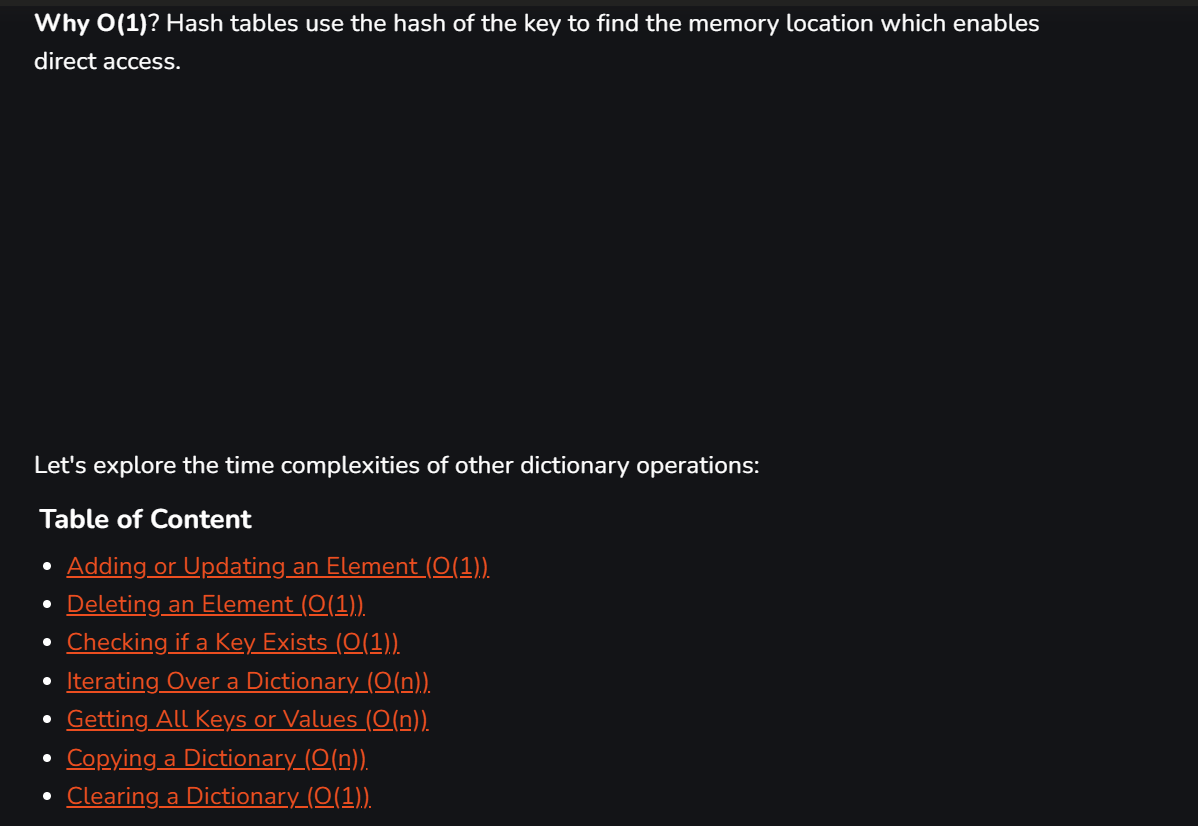 Why O(1)? Hash tables use the hash of the key to find the memory location which enables
direct access.
Let's explore the time complexities of other dictionary operations:
Table of Content
Adding or Updating an Element (O(1))
Deleting an Element (O(1))
Checking if a Key Exists (O(1))
Iterating Over a Dictionary (O(n))
Getting All Keys or Values (O(n))
Copying a Dictionary (O(n))
Clearing a Dictionary (O(1))